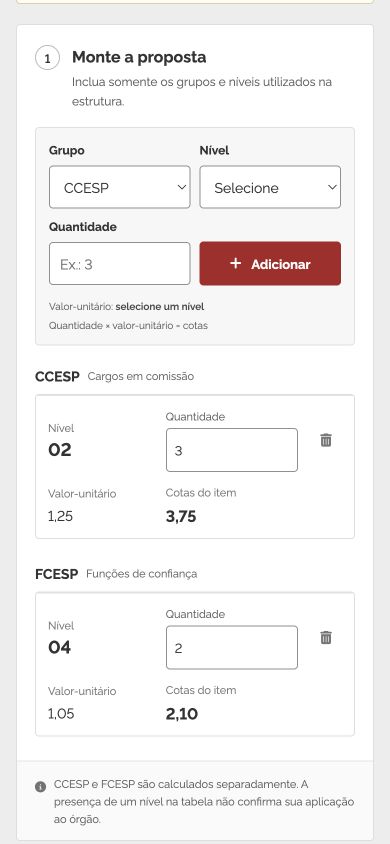 1 Monte a proposta
Inclua somente os grupos e níveis utilizados na
estrutura.
Grupo
CCESP
Nível
Selecione
Quantidade
Ex.: 3
+ Adicionar
Valor-unitário: selecione um nível
Quantidade × valor-unitário = cotas
CCESP Cargos em comissão
Nível
02
Quantidade
3
Valor-unitário
1,25
Cotas do item
3,75
FCESP Funções de confiança
Nível
04
Quantidade
2
Valor-unitário
1,05
Cotas do item
2,10
CCESP e FCESP são calculados separadamente. A
presença de um nível na tabela não confirma sua aplicação
ao órgão.